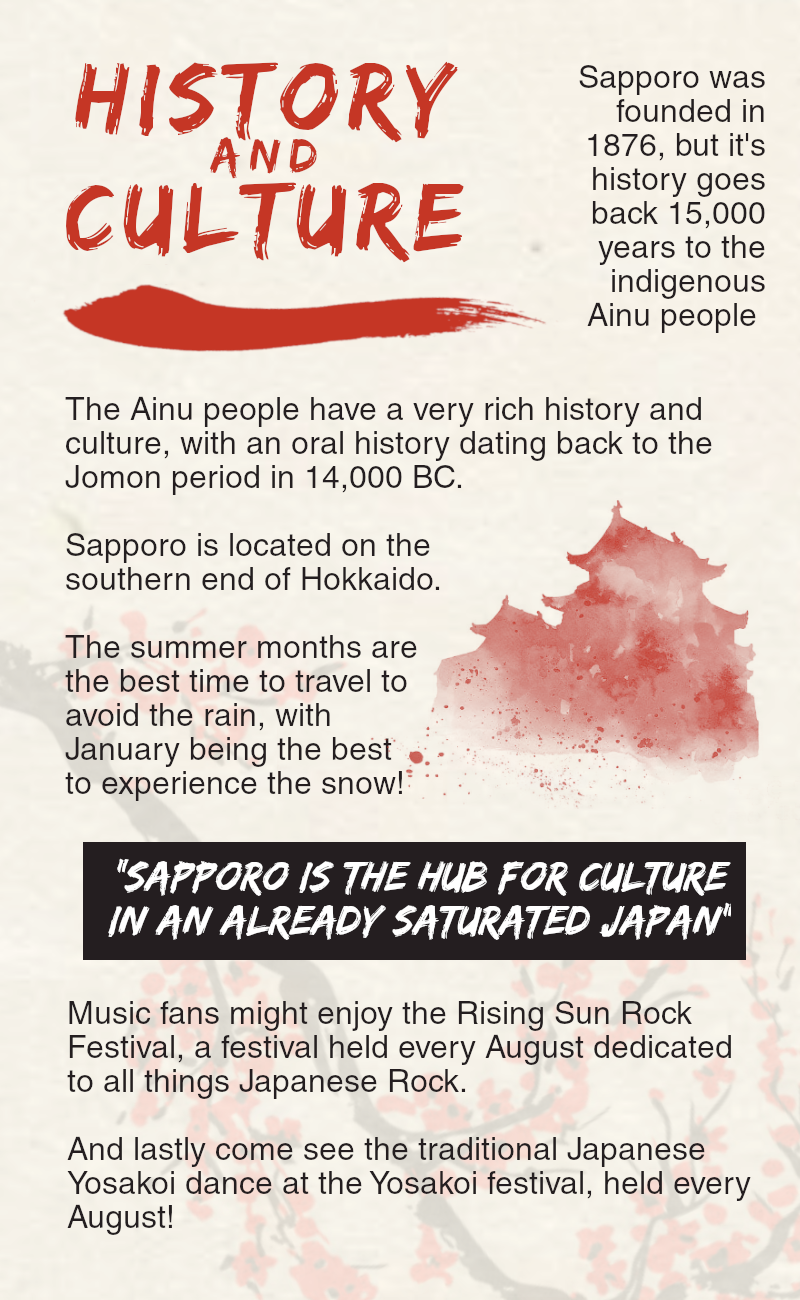 HISTORY
AND
CULTURE
Sapporo was
founded in
1876, but it's
history goes
back 15,000
years to the
indigenous
Ainu people
The Ainu people have a very rich history and
culture, with an oral history dating back to the
Jomon period in 14,000 BC.
Sapporo is located on the
southern end of Hokkaido.
The summer months are
the best time to travel to
avoid the rain, with
January being the best
to experience the snow!
"SAPPORO IS THE HUB FOR CULTURE
IN AN ALREADY SATURATED JAPAN"
Music fans might enjoy the Rising Sun Rock
Festival, a festival held every August dedicated
to all things Japanese Rock.
And lastly come see the traditional Japanese
Yosakoi dance at the Yosakoi festival, held every
August!